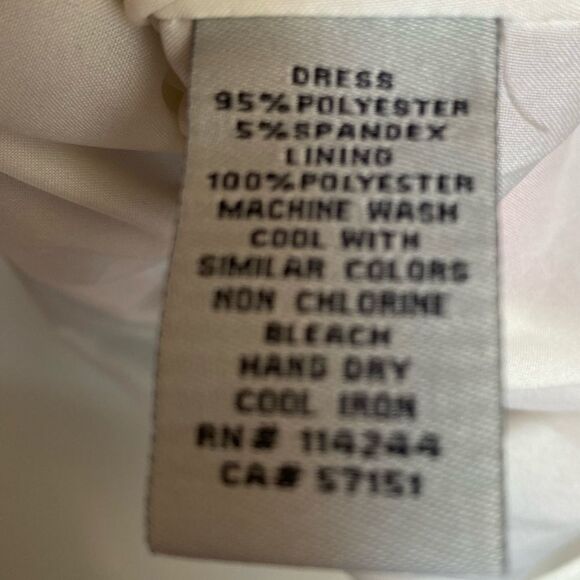 DRESS
95%POLYESTER
5%SPANDEX
LINING
100%POLYESTER
MACHINE WASH
COOL WITH
SIMILAR COLORS
NON CHLORINE
BLEACH
HANG DRY
COOL IRON
RN# 114244
CA# 57151